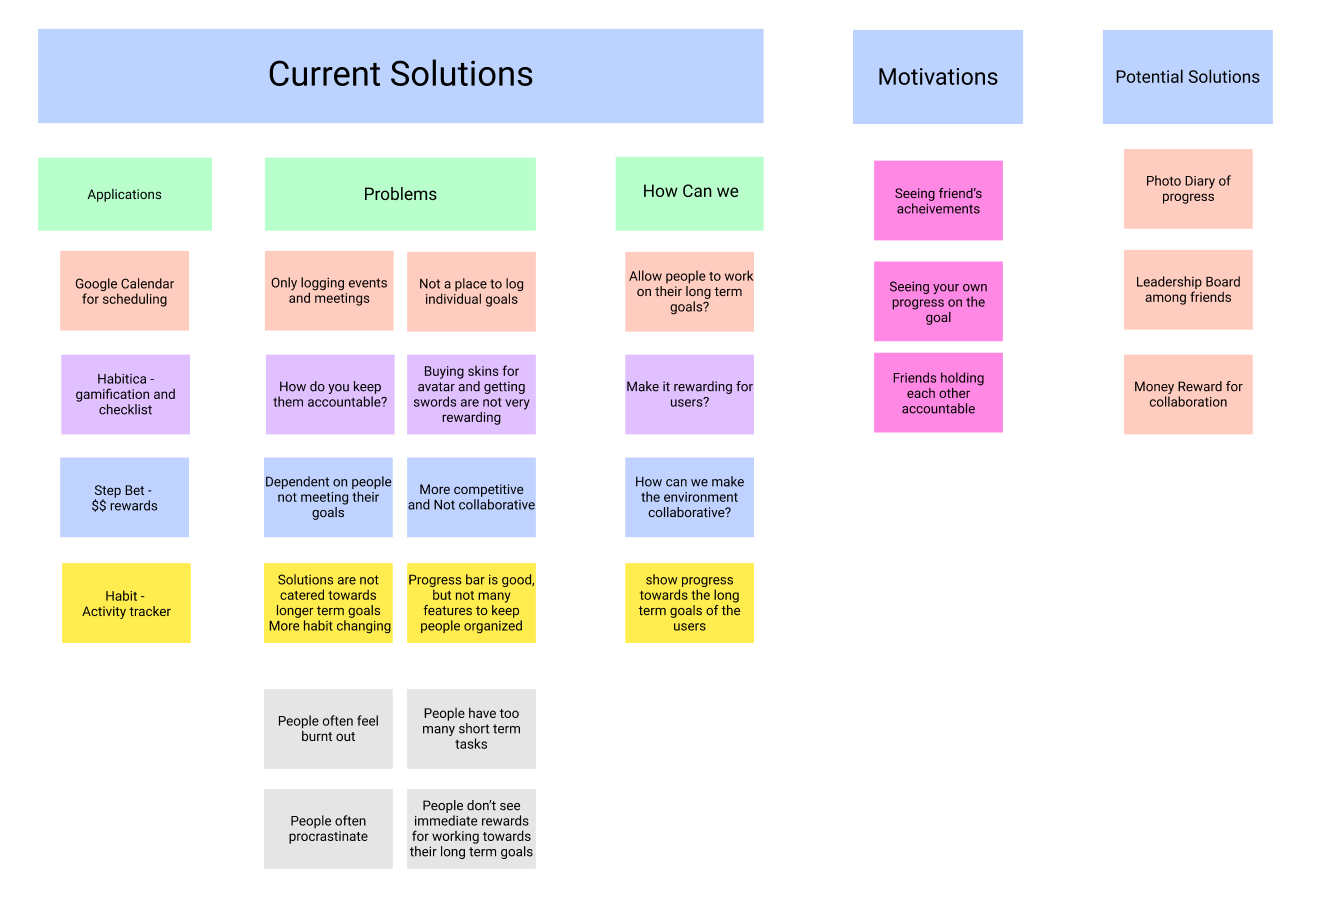 Current Solutions
Motivations
Potential Solutions
Applications
Problems
How Can we
Google Calendar
for scheduling
Only logging events
and meetings
Not a place to log
individual goals
Allow people to work
on their long term
goals?
Habitica -
gamification and
checklist
How do you keep
them accountable?
Buying skins for
avatar and getting
swords are not very
rewarding
Make it rewarding for
users?
Step Bet -
$$ rewards
Dependent on people
not meeting their
goals
More competitive
and Not collaborative
How can we make
the environment
collaborative?
Habit -
Activity tracker
Solutions are not
catered towards
longer term goals
More habit changing
Progress bar is good,
but not many
features to keep
people organized
show progress
towards the long
term goals of the
users
People often feel
burnt out
People have too
many short term
tasks
People often
procrastinate
People don't see
immediate rewards
for working towards
their long term goals
Seeing friend's
acheivements
Seeing your own
progress on the
goal
Friends holding
each other
accountable
Photo Diary of
progress
Leadership Board
among friends
Money Reward for
collaboration